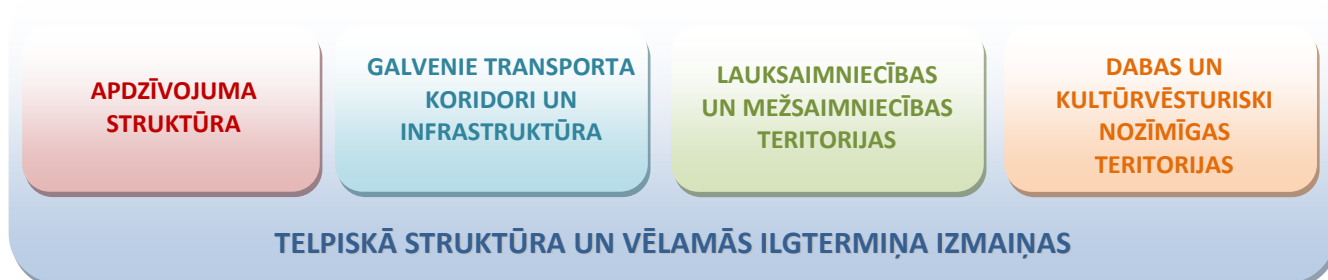 APDZĪVOJUMA
STRUKTŪRA
GALVENIE TRANSPORTA
KORIDORI UN
INFRASTRUKTŪRA
LAUKSAIMNIECĪBAS
UN MEŽSAIMNIECĪBAS
TERITORIJAS
DABAS UN
KULTŪRVĒSTURISKI
NOZĪMĪGAS
TERITORIJAS
TELPISKĀ STRUKTŪRA UN VĒLAMĀS ILGTERMIŅA IZMAIŅAS